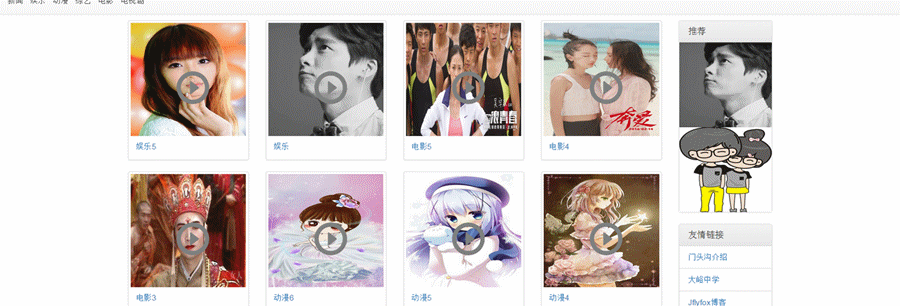 新闻 娱乐 动漫 综艺 电影 电视剧
推荐
娱乐5
娱乐
电影5
电影4
友情链接
门头沟介绍
大峪中学
Jflyfox博客
电影3
动漫6
动漫5
动漫4